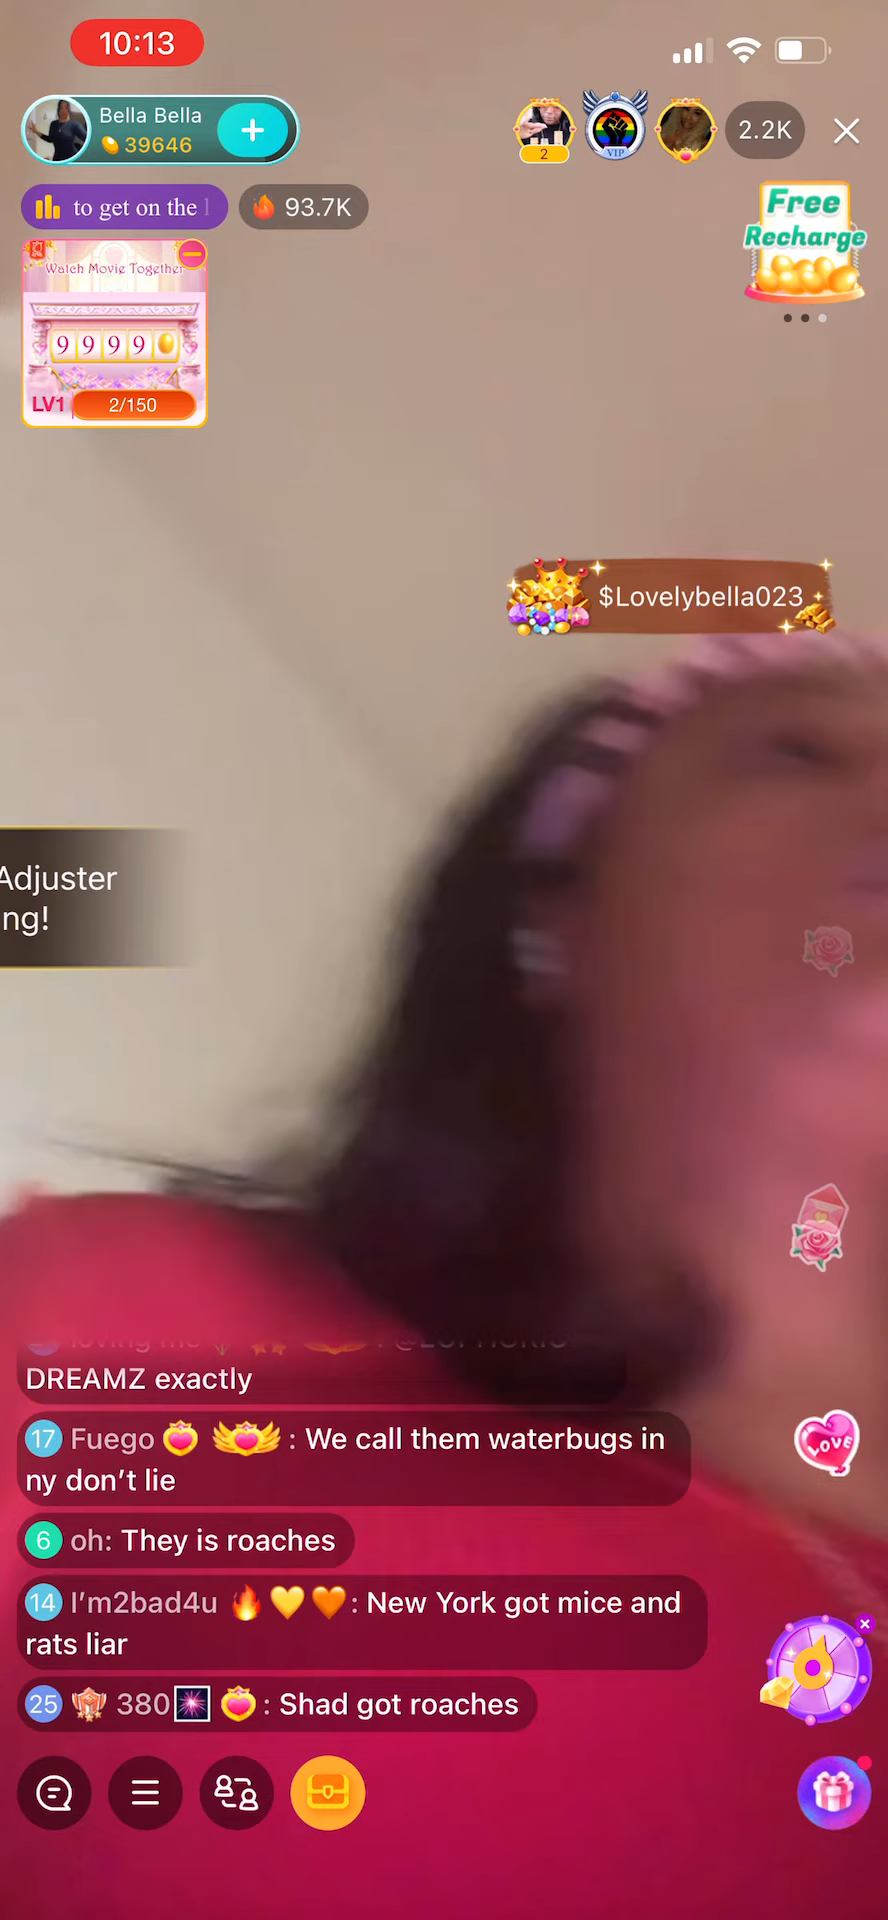 10:13
Bella Bella
39646
+
2
VIP
2.2K
to get on the
93.7K
Free
Recharge
Watch Movie Together
9 9 9 9
LV1 2/150
$Lovelybella023
Adjuster
ng!
DREAMZ exactly
17 Fuego : We call them waterbugs in
ny don't lie
6 oh: They is roaches
14 I'm2bad4u 🔥💛🧡: New York got mice and
rats liar
LOVE
25 380 : Shad got roaches